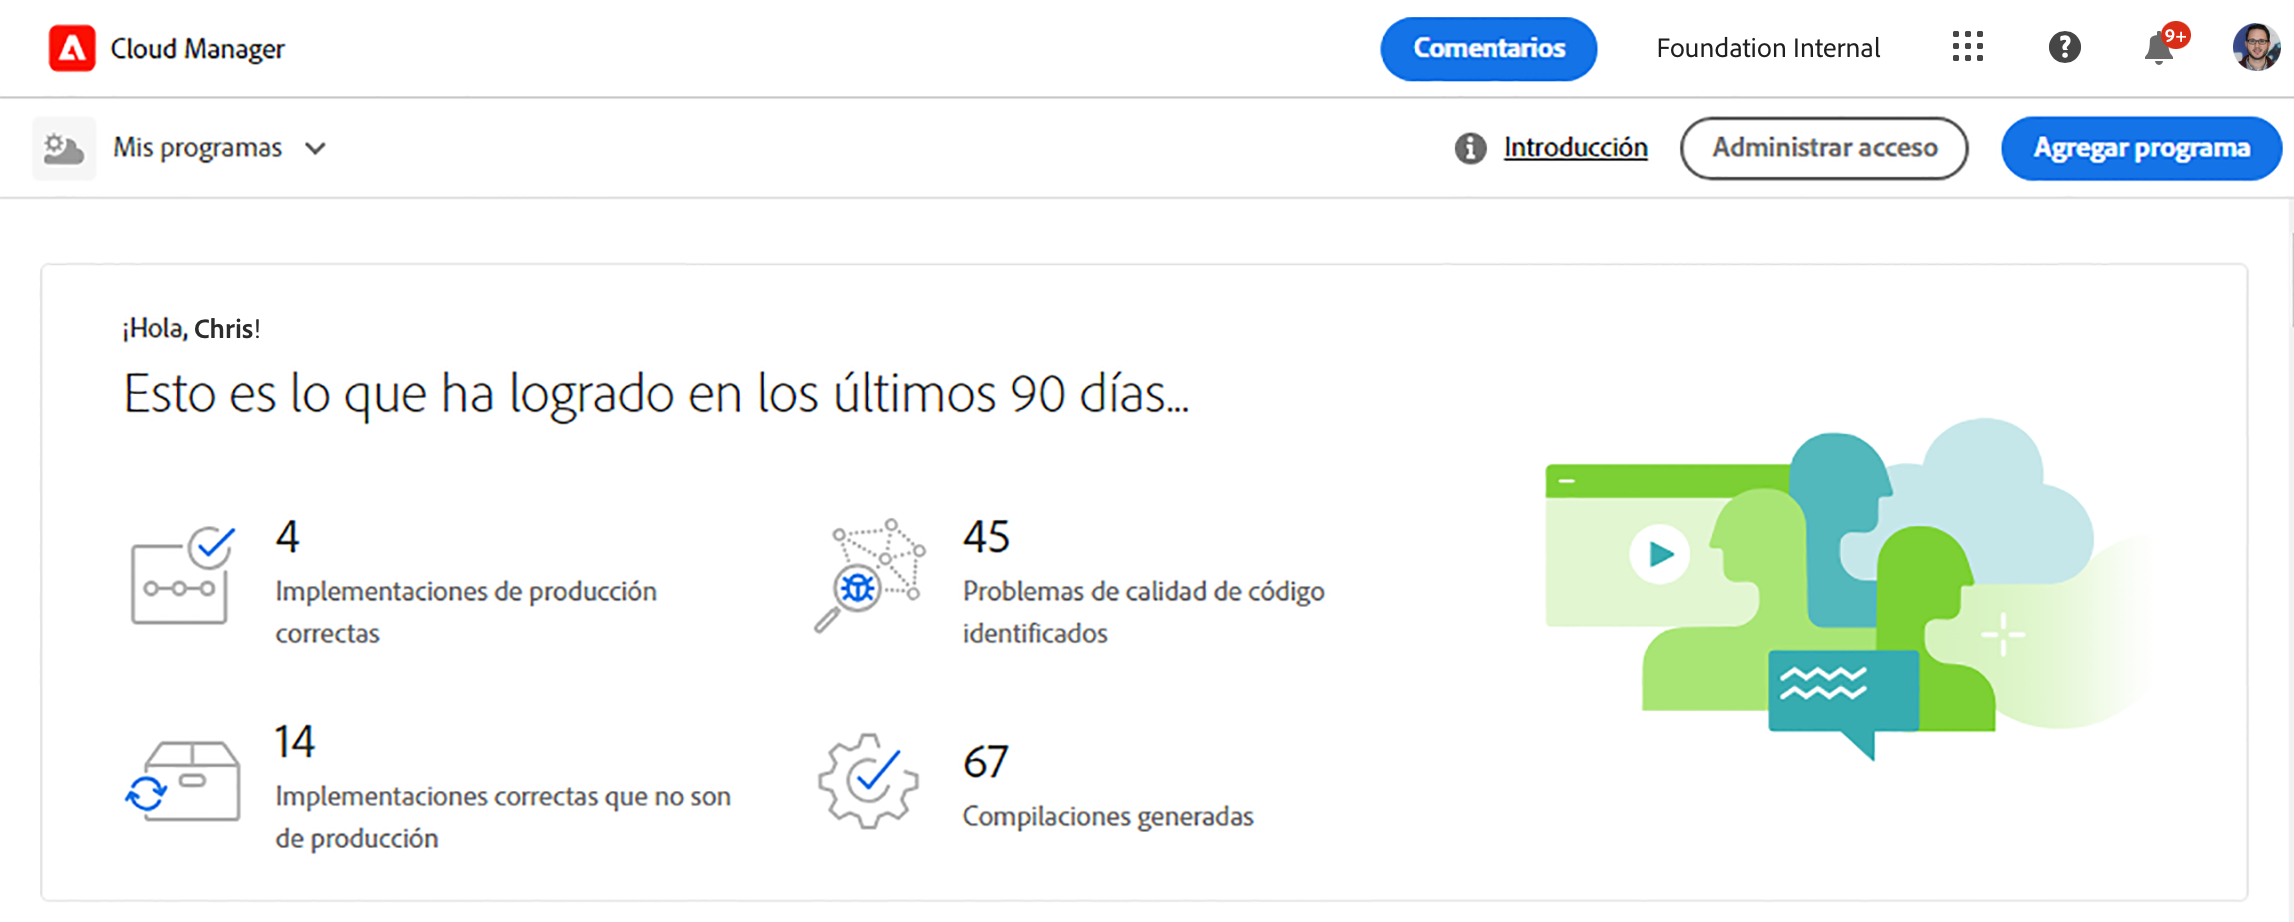 Cloud Manager
Comentarios
Foundation Internal
9+
Mis programas
Introducción
Administrar acceso
Agregar programa
¡Hola, Chris!
Esto es lo que ha logrado en los últimos 90 días...
4
Implementaciones de producción
correctas
45
Problemas de calidad de código
identificados
14
Implementaciones correctas que no son
de producción
67
Compilaciones generadas